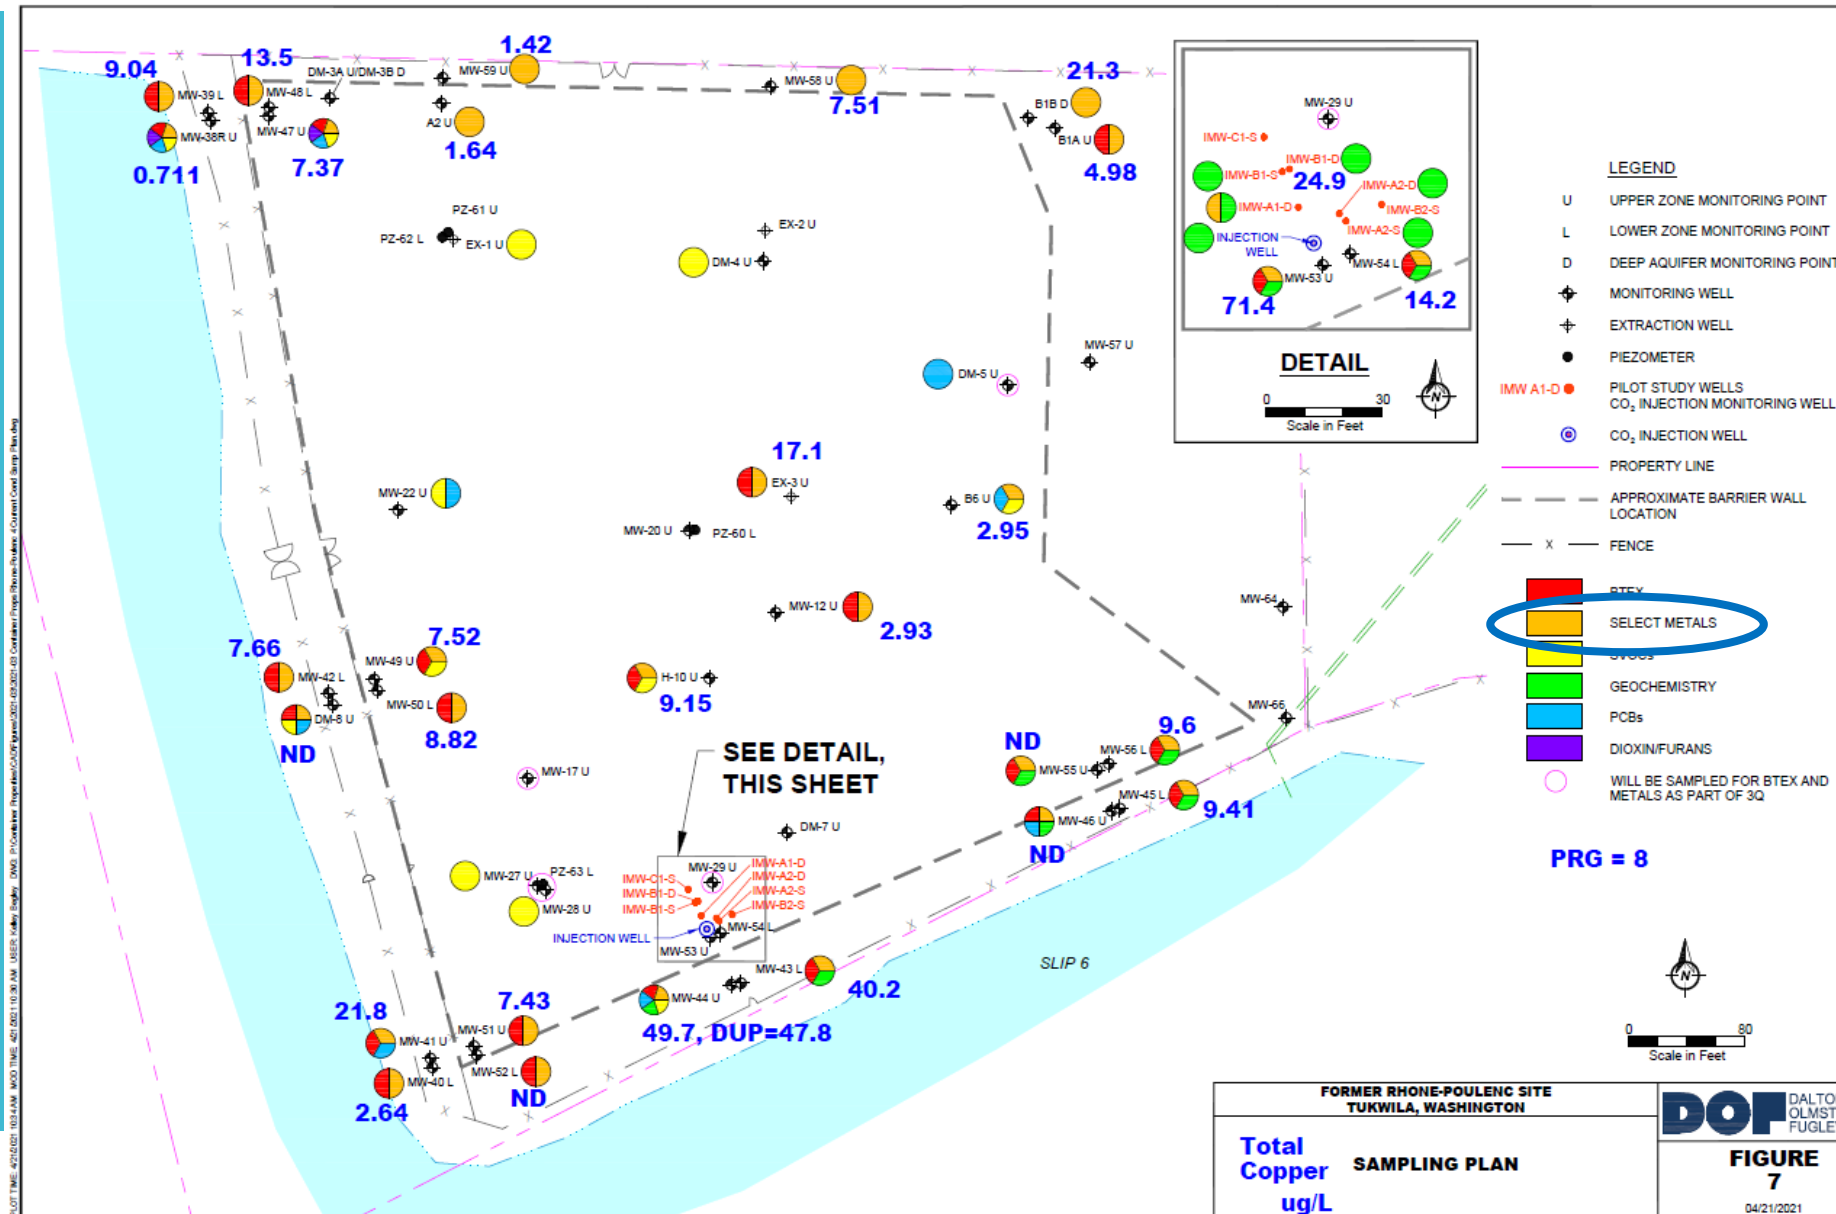 9.04
13.5
1.42
21.3
MW-39 L
MW-48 L
DM-3A U/DM-3B D
MW-59 U
MW-58 U
7.51
B1B D
MW-38R U
MW-47 U
A2 U
B1A U
0.711
7.37
1.64
4.98
PZ-61 U
PZ-62 L
EX-1 U
EX-2 U
DM-4 U
MW-57 U
DM-5 U
17.1
MW-22 U
EX-3 U
B6 U
2.95
MW-20 U
PZ-60 L
MW-64
MW-12 U
2.93
7.66
7.52
MW-49 U
MW-42 L
H-10 U
9.15
MW-50 L
DM-8 U
ND
8.82
MW-66
SEE DETAIL,
THIS SHEET
ND
9.6
MW-56 L
MW-55 U
MW-17 U
MW-45 L
9.41
MW-46 U
ND
DM-7 U
MW-29 U
IMW-A1-D
IMW-A2-D
IMW-A2-S
IMW-B2-S
IMW-C1-S
IMW-B1-D
IMW-B1-S
MW-27 U
PZ-63 L
MW-28 U
INJECTION WELL
MW-54 L
MW-53 U
SLIP 6
MW-43 L
40.2
MW-44 U
49.7, DUP=47.8
21.8
7.43
MW-51 U
MW-41 U
MW-52 L
MW-40 L
ND
2.64
MW-29 U
IMW-C1-S
IMW-B1-D
IMW-B1-S
24.9
IMW-A2-D
IMW-A1-D
IMW-B2-S
IMW-A2-S
INJECTION
WELL
MW-54 L
MW-53 U
71.4
14.2
DETAIL
N
0 30
Scale in Feet
LEGEND
U UPPER ZONE MONITORING POINT
L LOWER ZONE MONITORING POINT
D DEEP AQUIFER MONITORING POINT
MONITORING WELL
EXTRACTION WELL
PIEZOMETER
IMW A1-D PILOT STUDY WELLS
CO₂ INJECTION MONITORING WELL
CO₂ INJECTION WELL
PROPERTY LINE
APPROXIMATE BARRIER WALL
LOCATION
X FENCE
BTEX
SELECT METALS
SVOCs
GEOCHEMISTRY
PCBs
DIOXIN/FURANS
WILL BE SAMPLED FOR BTEX AND
METALS AS PART OF 3Q
PRG = 8
N
0 80
Scale in Feet
FORMER RHONE-POULENC SITE
TUKWILA, WASHINGTON
Total
Copper
ug/L
SAMPLING PLAN
DOF
DALTO
OLMST
FUGLE
FIGURE
7
04/21/2021